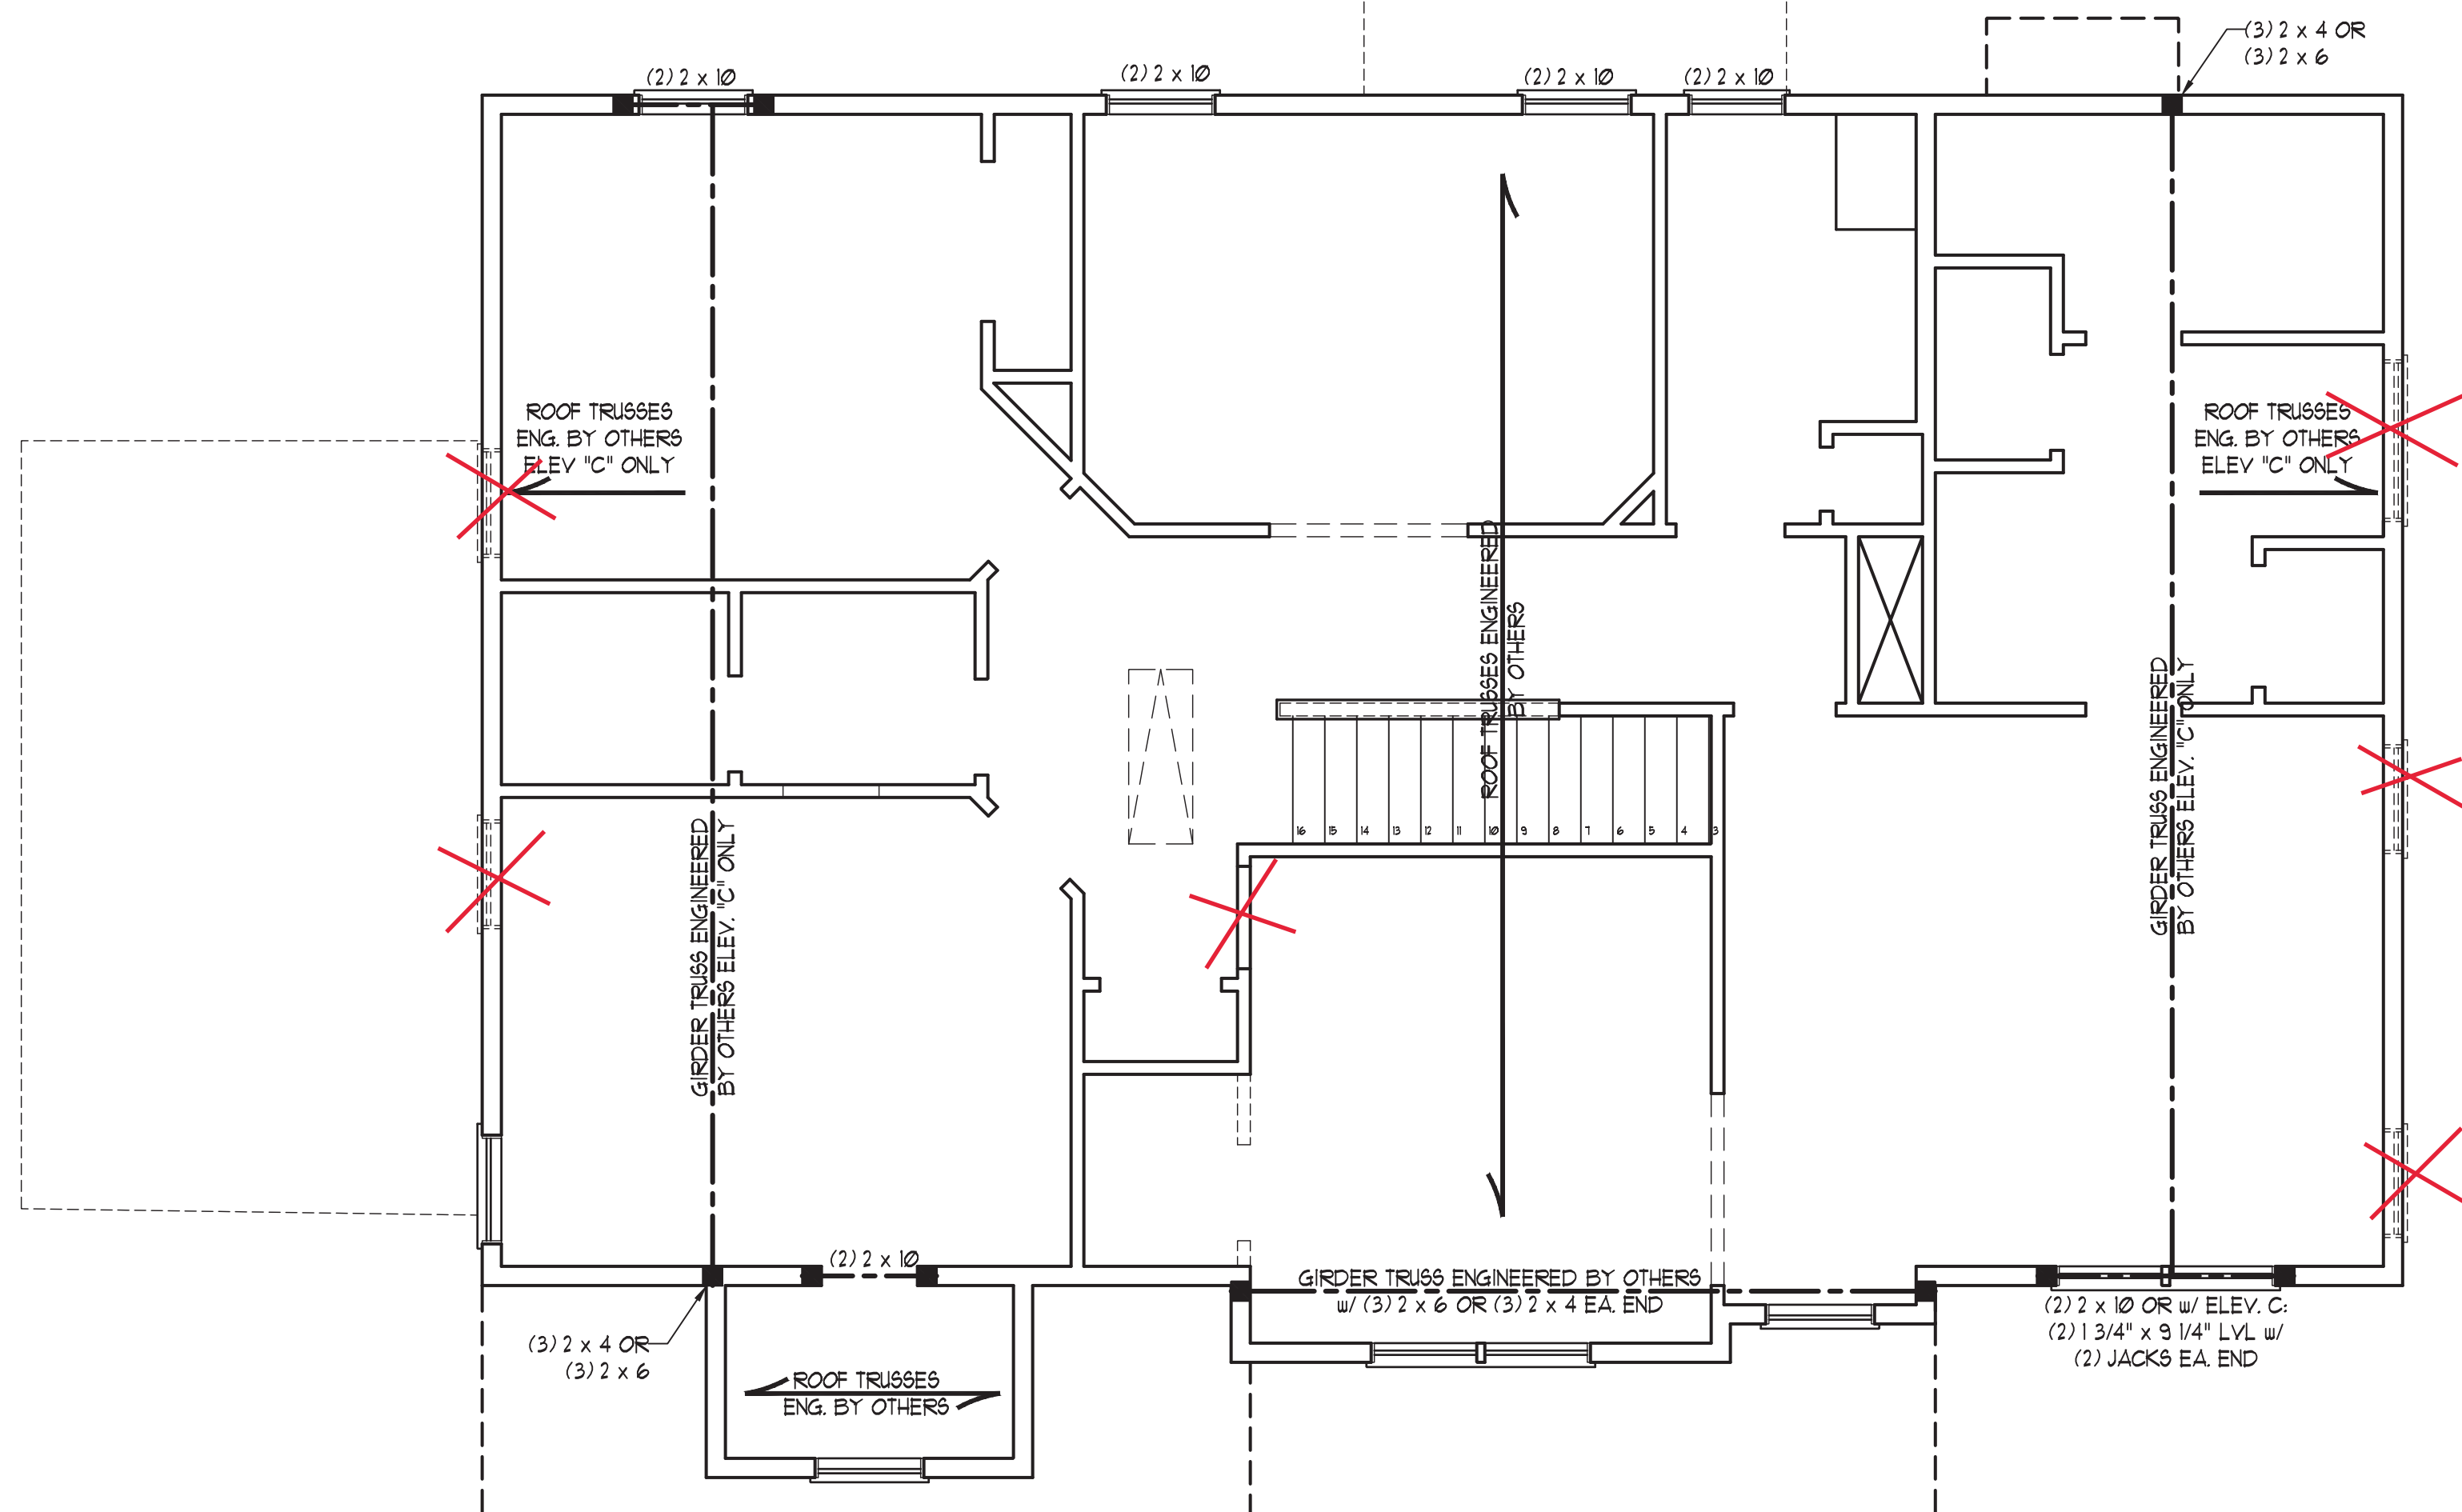 (2) 2 x 10
(2) 2 x 10
(2) 2 x 10
(2) 2 x 10
(3) 2 x 4 OR
(3) 2 x 6
ROOF TRUSSES
ENG. BY OTHERS
ELEV "C" ONLY
ROOF TRUSSES
ENG. BY OTHERS
ELEV "C" ONLY
ROOF TRUSSES ENGINEERED
BY OTHERS
GIRDER TRUSS ENGINEERED
BY OTHERS ELEV. "C" ONLY
GIRDER TRUSS ENGINEERED
BY OTHERS ELEV. "C" ONLY
16 15 14 13 12 11 10 9 8 7 6 5 4 3
(2) 2 x 10
GIRDER TRUSS ENGINEERED BY OTHERS
w/ (3) 2 x 6 OR (3) 2 x 4 EA. END
(2) 2 x 10 OR w/ ELEV. C:
(2) 1 3/4" x 9 1/4" LVL w/
(2) JACKS EA. END
(3) 2 x 4 OR
(3) 2 x 6
ROOF TRUSSES
ENG. BY OTHERS